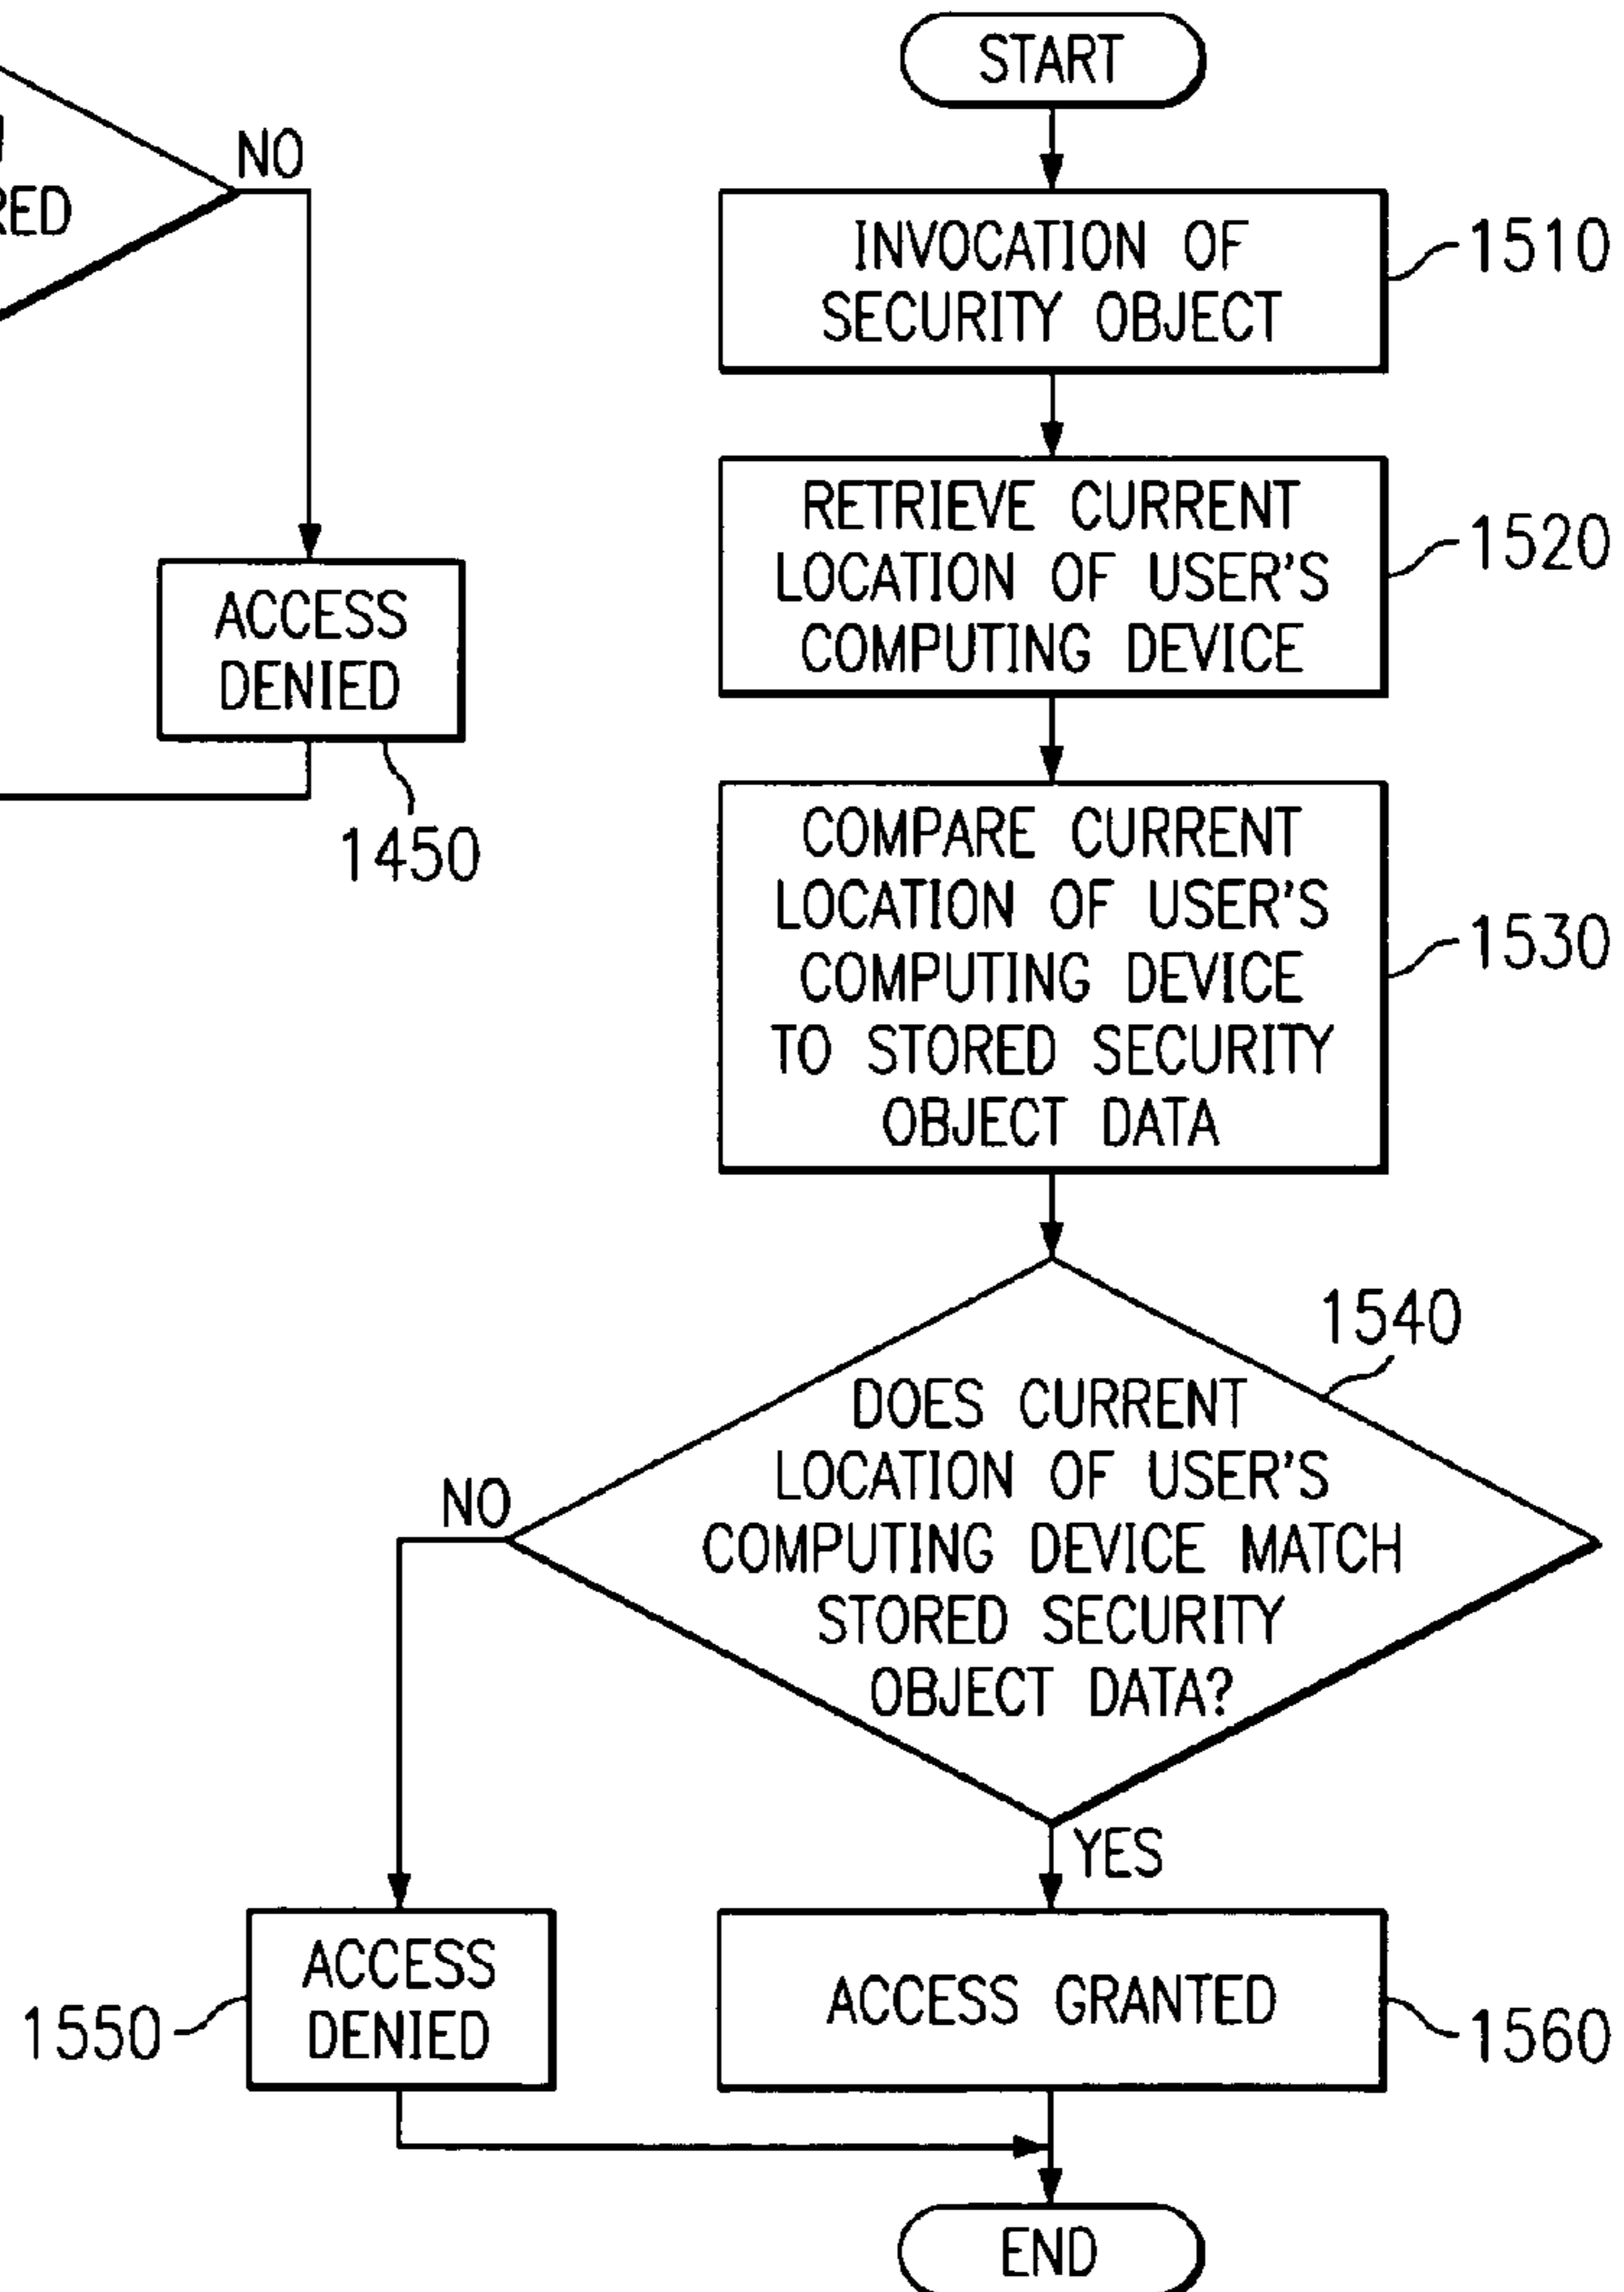 NO
ACCESS
DENIED
1450
START
INVOCATION OF
SECURITY OBJECT
1510
RETRIEVE CURRENT
LOCATION OF USER'S
COMPUTING DEVICE
1520
COMPARE CURRENT
LOCATION OF USER'S
COMPUTING DEVICE
TO STORED SECURITY
OBJECT DATA
1530
1540
DOES CURRENT
LOCATION OF USER'S
COMPUTING DEVICE MATCH
STORED SECURITY
OBJECT DATA?
NO
YES
ACCESS
DENIED
1550
ACCESS GRANTED
1560
END